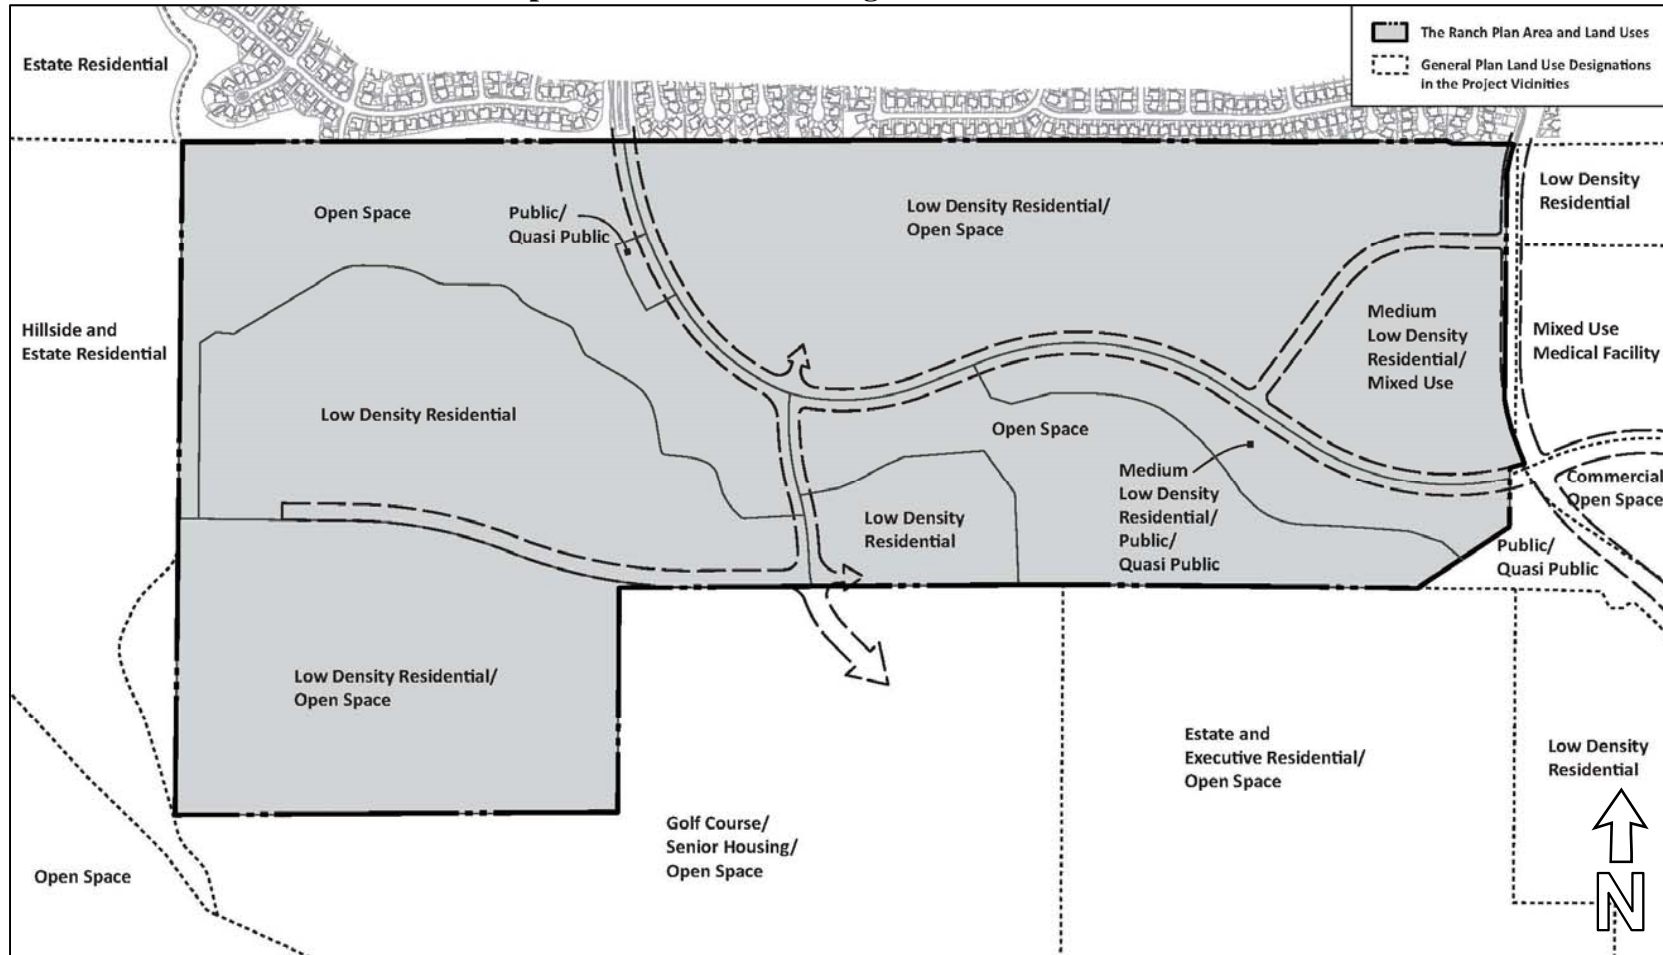 The Ranch Plan Area and Land Uses
General Plan Land Use Designations
in the Project Vicinities
Estate Residential
Low Density
Residential
Open Space
Public/
Quasi Public
Low Density Residential/
Open Space
Hillside and
Estate Residential
Medium
Low Density
Residential/
Mixed Use
Mixed Use
Medical Facility
Low Density Residential
Open Space
Medium
Low Density
Residential/
Public/
Quasi Public
Commercial
Open Space
Low Density
Residential
Public/
Quasi Public
Low Density Residential/
Open Space
Estate and
Executive Residential/
Open Space
Low Density
Residential
Golf Course/
Senior Housing/
Open Space
Open Space
N